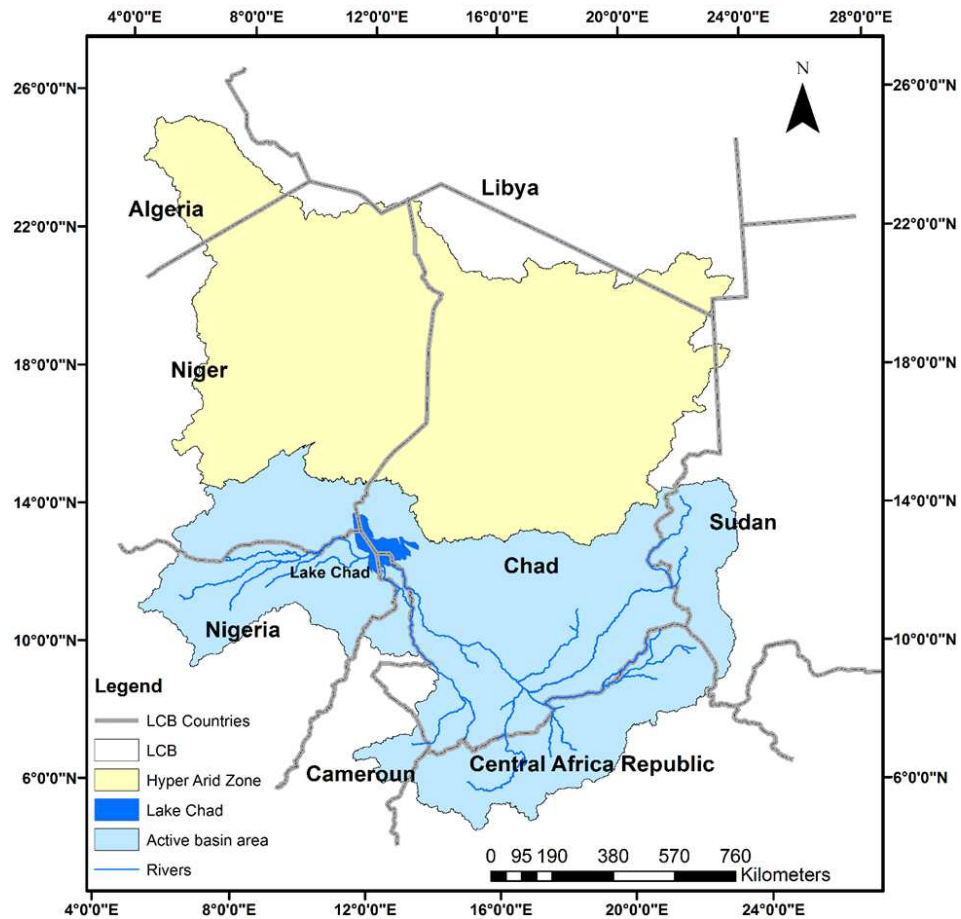 4°0'0"E 8°0'0"E 12°0'0"E 16°0'0"E 20°0'0"E 24°0'0"E 28°0'0"E
26°0'0"N 26°0'0"N
N
Libya
Algeria
22°0'0"N 22°0'0"N
Niger
18°0'0"N 18°0'0"N
14°0'0"N 14°0'0"N
Sudan
Chad
Lake Chad
Nigeria
10°0'0"N 10°0'0"N
Legend
LCB Countries
LCB
Hyper Arid Zone
Lake Chad
Active basin area
Rivers
Cameroun
Central Africa Republic
6°0'0"N 6°0'0"N
0 95 190 380 570 760
Kilometers
4°0'0"E 8°0'0"E 12°0'0"E 16°0'0"E 20°0'0"E 24°0'0"E